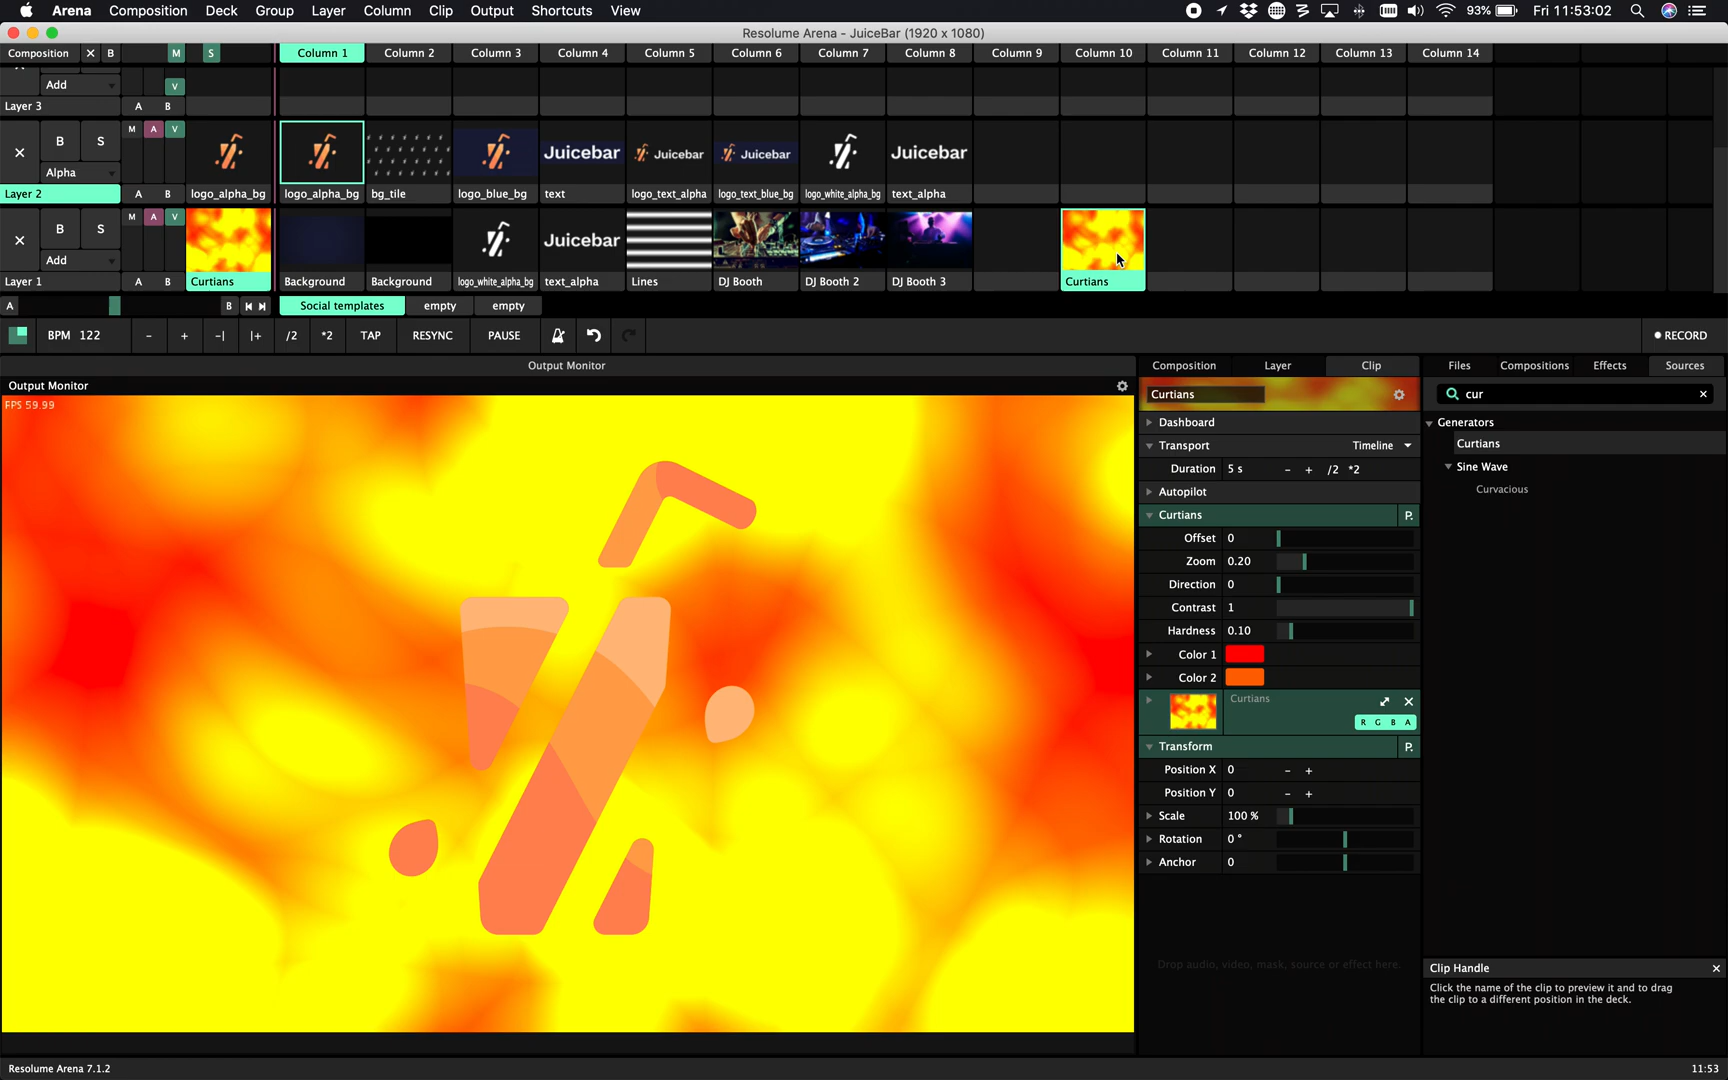 Arena Composition Deck Group Layer Column Clip Output Shortcuts View 93% Fri 11:53:02
Resolume Arena - JuiceBar (1920 x 1080)
Composition B M S Column 1 Column 2 Column 3 Column 4 Column 5 Column 6 Column 7 Column 8 Column 9 Column 10 Column 11 Column 12 Column 13 Column 14
Add V
Layer 3 A B
B S M A V Juicebar Juicebar Juicebar Juicebar
Alpha
Layer 2 A B logo_alpha_bg logo_alpha_bg bg_tile logo_blue_bg text logo_text_alpha logo_text_blue_bg logo_white_alpha_bg text_alpha
B S M A V Juicebar
Add
Layer 1 A B Curtians Background Background logo_white_alpha_bg text_alpha Lines DJ Booth DJ Booth 2 DJ Booth 3 Curtians
A B Social templates empty empty
BPM 122 - + -| |+ /2 *2 TAP RESYNC PAUSE RECORD
Output Monitor Composition Layer Clip Files Compositions Effects Sources
Output Monitor
FPS 59.99
Curtians
cur
Dashboard
Generators
Transport Timeline
Curtians
Duration 5 s - + /2 *2
Sine Wave
Autopilot
Curvacious
Curtians P.
Offset 0
Zoom 0.20
Direction 0
Contrast 1
Hardness 0.10
Color 1
Color 2
Curtians
R G B A
Transform P.
Position X 0 - +
Position Y 0 - +
Scale 100 %
Rotation 0 °
Anchor 0
Drop audio, video, mask, source or effect here.
Clip Handle
Click the name of the clip to preview it and to drag
the clip to a different position in the deck.
Resolume Arena 7.1.2 11:53